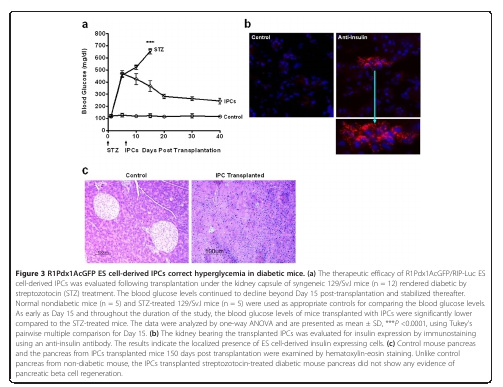 a
b
***
STZ
IPCs
Control
Blood Glucose (mg/dl)
800
700
600
500
400
300
200
100
0
0 5 10 15 20 30 40
STZ IPCs Days Post Transplantation
Control
Anti-insulin
c
Control
IPC Transplanted
100um
Figure 3 R1Pdx1AcGFP ES cell-derived IPCs correct hyperglycemia in diabetic mice. (a) The therapeutic efficacy of R1Pdx1AcGFP/RIP-Luc ES
cell-derived IPCs was evaluated following transplantation under the kidney capsule of syngeneic 129/SvJ mice (n = 12) rendered diabetic by
streptozotocin (STZ) treatment. The blood glucose levels continued to decline beyond Day 15 post-transplantation and stabilized thereafter.
Normal nondiabetic mice (n = 5) and STZ-treated 129/SvJ mice (n = 5) were used as appropriate controls for comparing the blood glucose levels.
As early as Day 15 and throughout the duration of the study, the blood glucose levels of mice transplanted with IPCs were significantly lower
compared to the STZ-treated mice. The data were analyzed by one-way ANOVA and are presented as mean ± SD, ***P <0.0001, using Tukey's
pairwise multiple comparison for Day 15. (b) The kidney bearing the transplanted IPCs was evaluated for insulin expression by immunostaining
using an anti-insulin antibody. The results indicate the localized presence of ES cell-derived insulin expressing cells. (c) Control mouse pancreas
and the pancreas from IPCs transplanted mice 150 days post transplantation were examined by hematoxylin-eosin staining. Unlike control
pancreas from non-diabetic mouse, the IPCs transplanted streptozotocin-treated diabetic mouse pancreas did not show any evidence of
pancreatic beta cell regeneration.